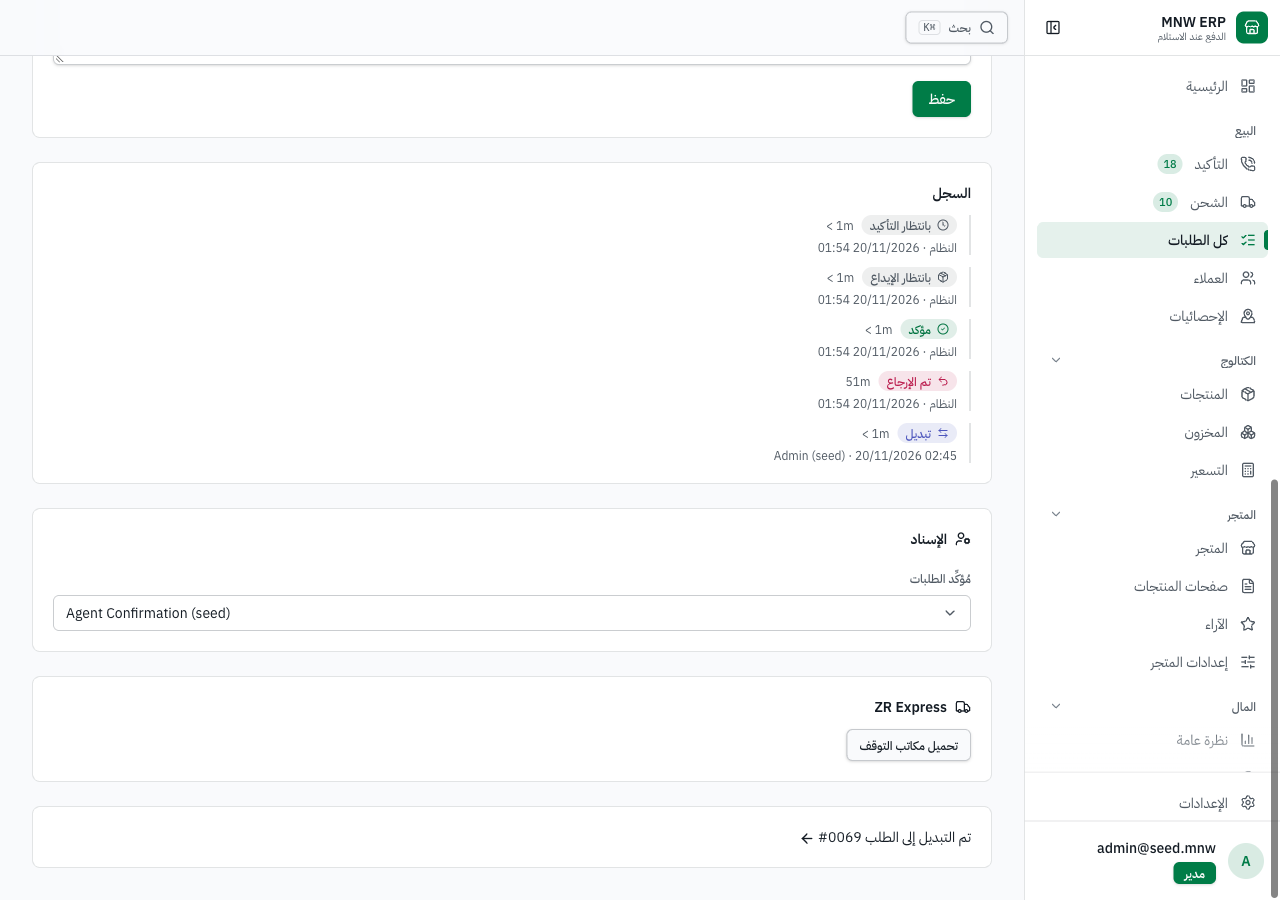 MNW ERP
الدفع عند الاستلام
بحث ⌘K
الرئيسية
البيع
التأكيد 18
الشحن 10
كل الطلبات
العملاء
الإحصائيات
الكتالوج
المنتجات
المخزون
التسعير
المتجر
المتجر
صفحات المنتجات
الآراء
إعدادات المتجر
المال
نظرة عامة
الإعدادات
admin@seed.mnw
مدير
A
حفظ
السجل
بانتظار التأكيد < 1m
النظام · 20/11/2026 01:54
بانتظار الإيداع < 1m
النظام · 20/11/2026 01:54
مؤكد < 1m
النظام · 20/11/2026 01:54
تم الإرجاع 51m
النظام · 20/11/2026 01:54
تبديل < 1m
Admin (seed) · 20/11/2026 02:45
الإسناد
مُؤكِّد الطلبات
Agent Confirmation (seed)
ZR Express
تحميل مكاتب التوقف
تم التبديل إلى الطلب #0069 ←